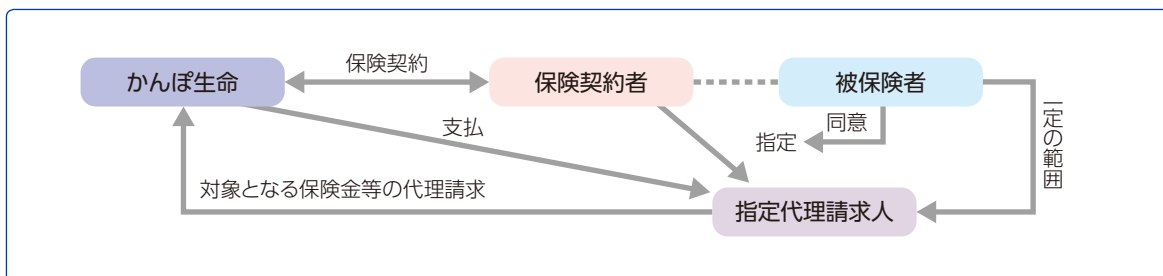 かんぽ生命
保険契約
保険契約者
被保険者
支払
指定
同意
一定の範囲
対象となる保険金等の代理請求
指定代理請求人